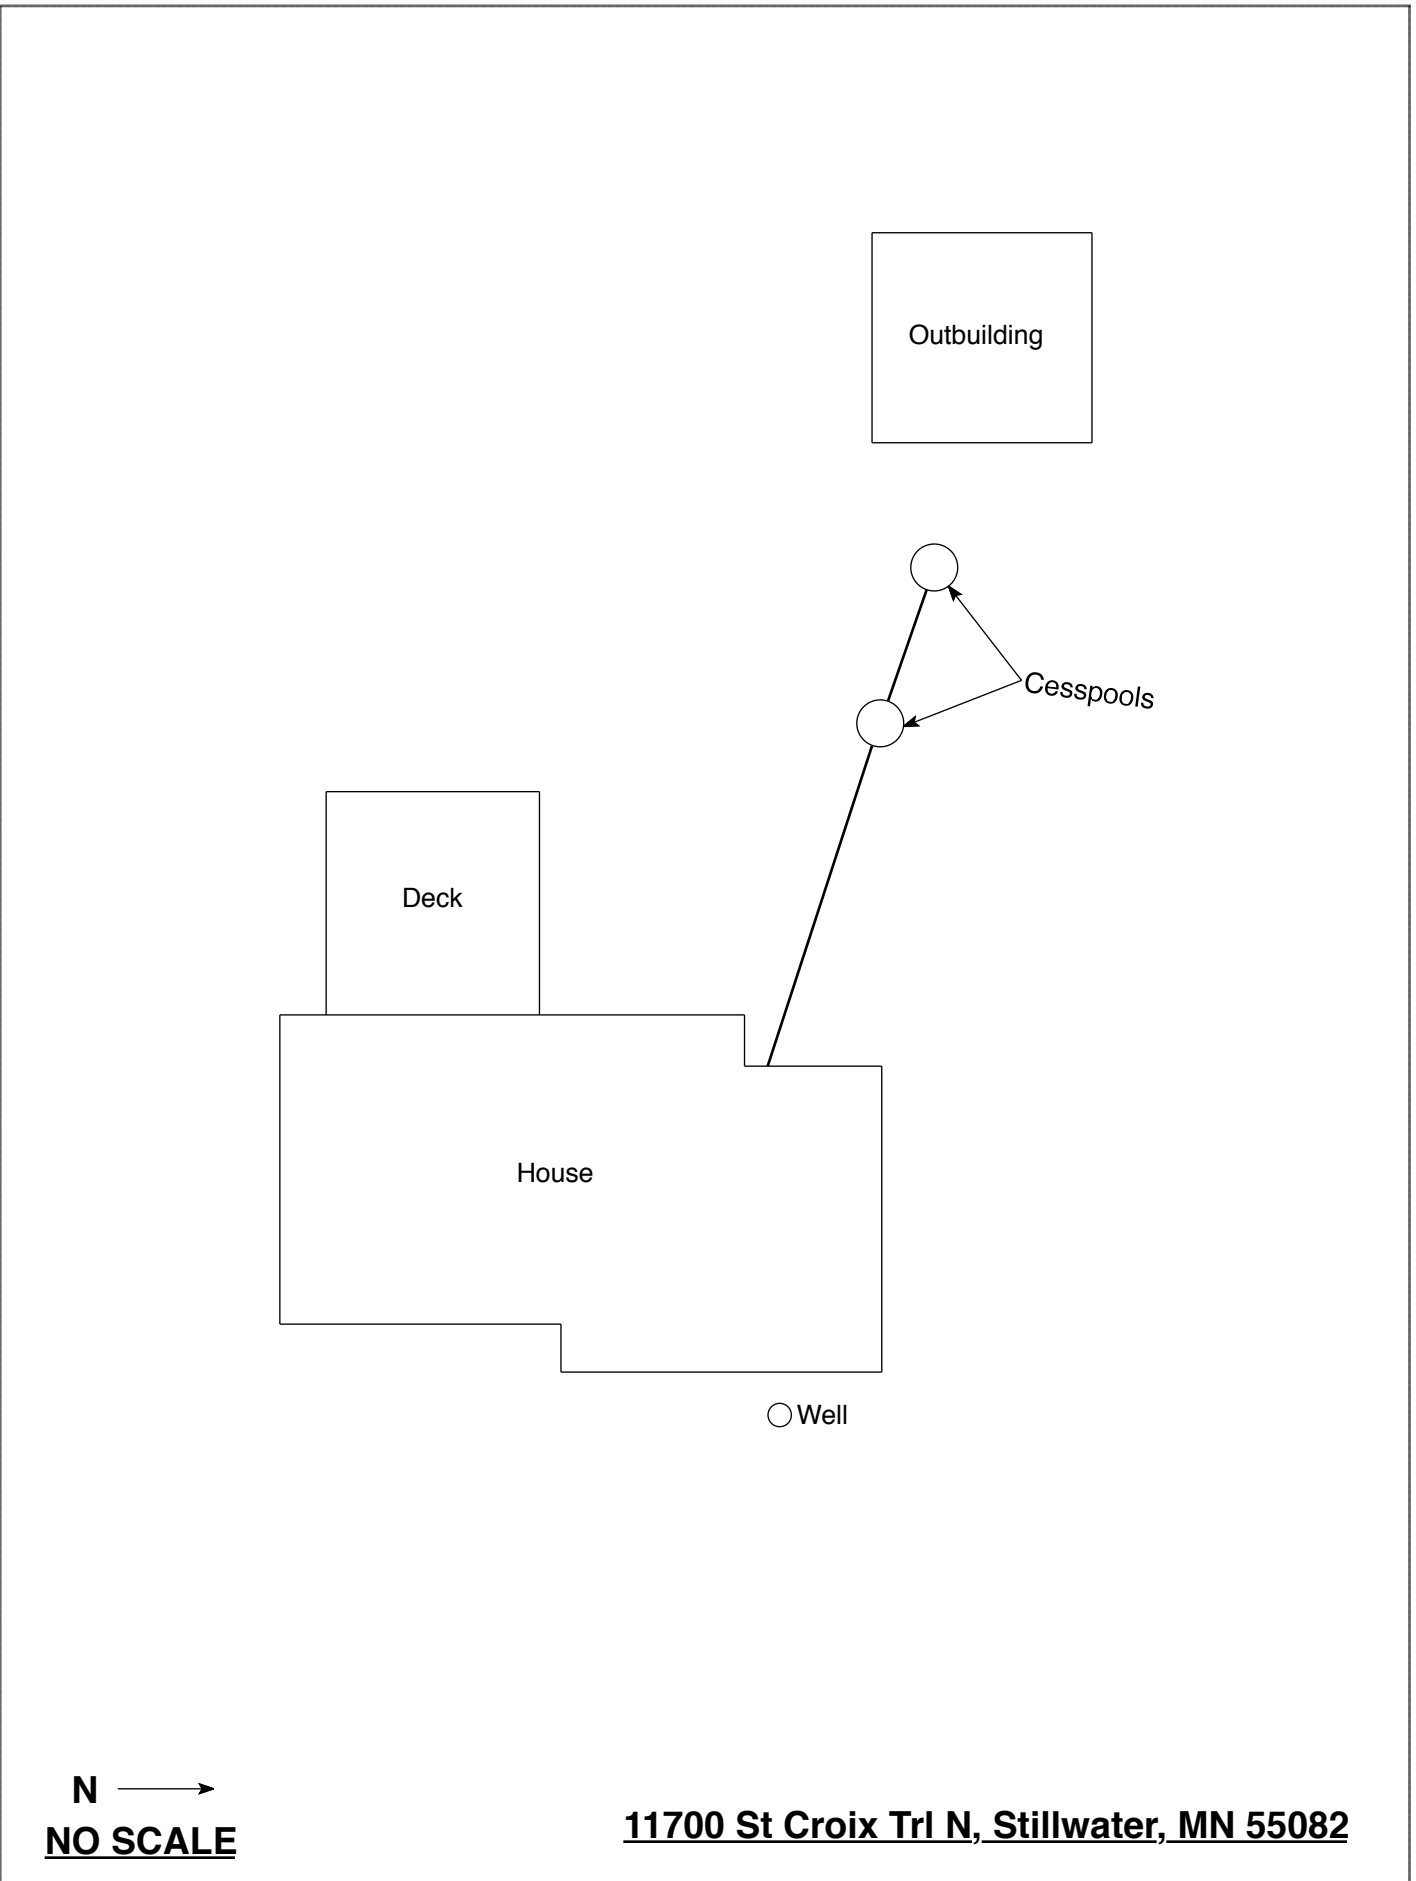 Outbuilding
Cesspools
Deck
House
Well
N
NO SCALE
11700 St Croix Trl N, Stillwater, MN 55082